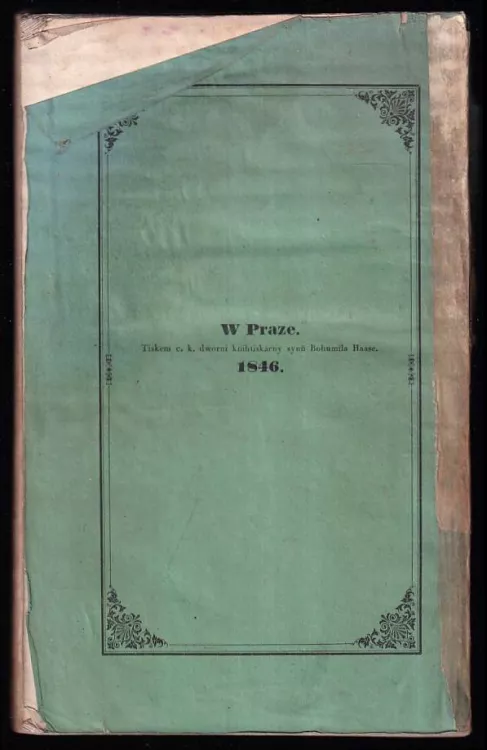 W Praze.
Tiskem c. k. dworní knihtiskárny synů Bohumila Haase.
1846.